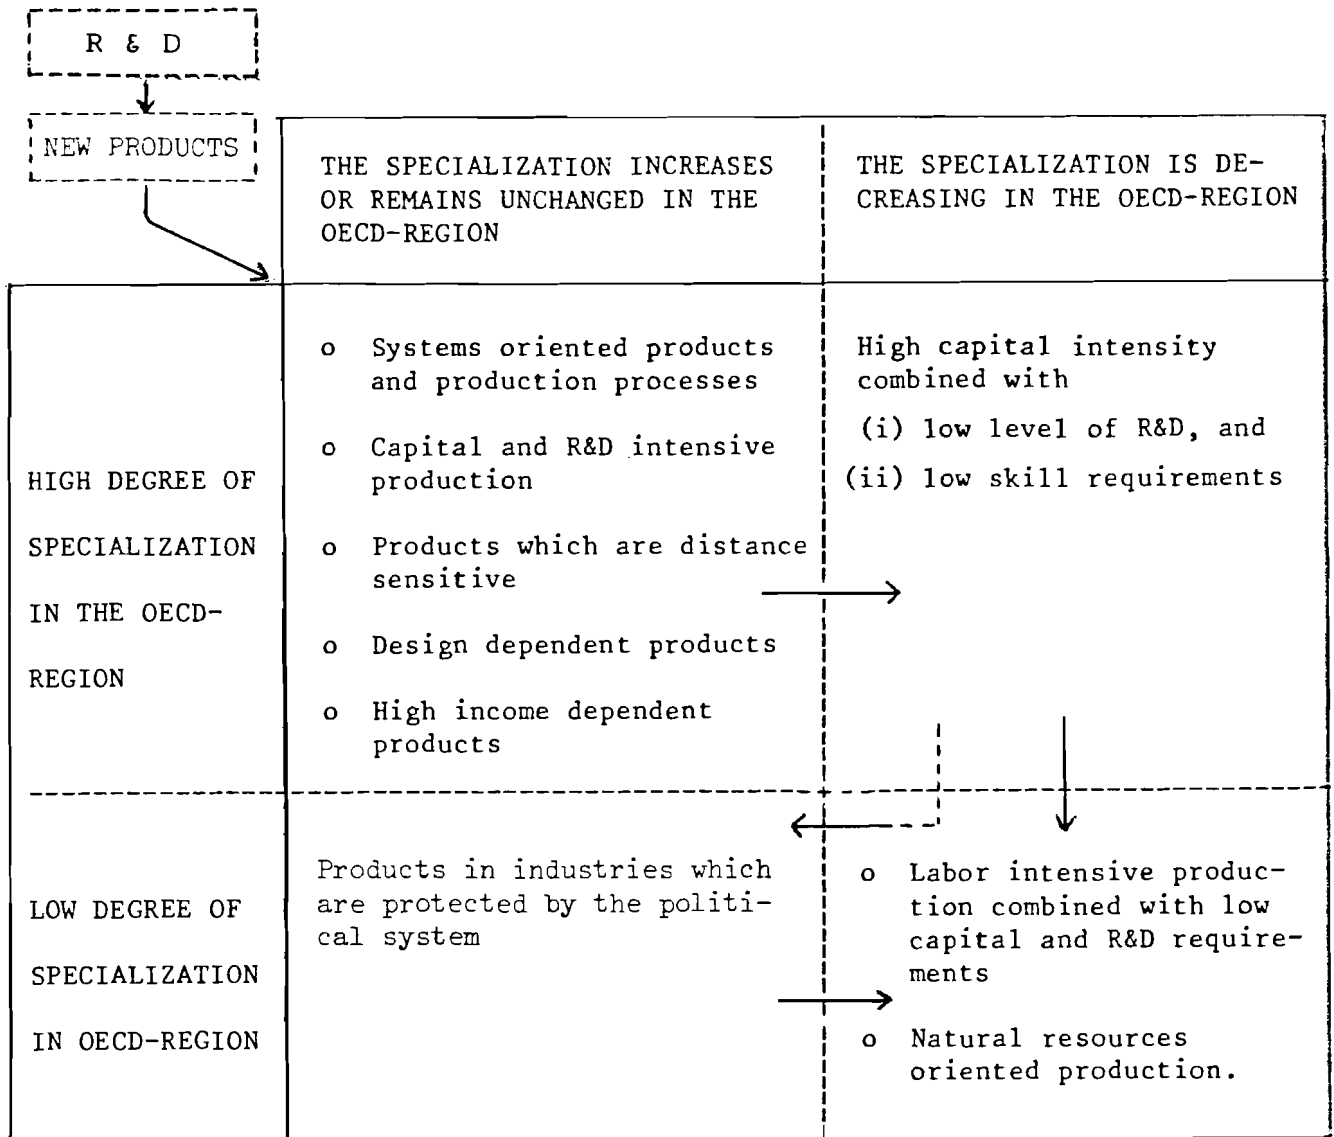 R & D
NEW PRODUCTS
THE SPECIALIZATION INCREASES
OR REMAINS UNCHANGED IN THE
OECD-REGION
THE SPECIALIZATION IS DE-
CREASING IN THE OECD-REGION
HIGH DEGREE OF
SPECIALIZATION
IN THE OECD-
REGION
o Systems oriented products
and production processes
o Capital and R&D intensive
production
o Products which are distance
sensitive
o Design dependent products
o High income dependent
products
High capital intensity
combined with
(i) low level of R&D, and
(ii) low skill requirements
LOW DEGREE OF
SPECIALIZATION
IN OECD-REGION
Products in industries which
are protected by the politi-
cal system
o Labor intensive produc-
tion combined with low
capital and R&D require-
ments
o Natural resources
oriented production.